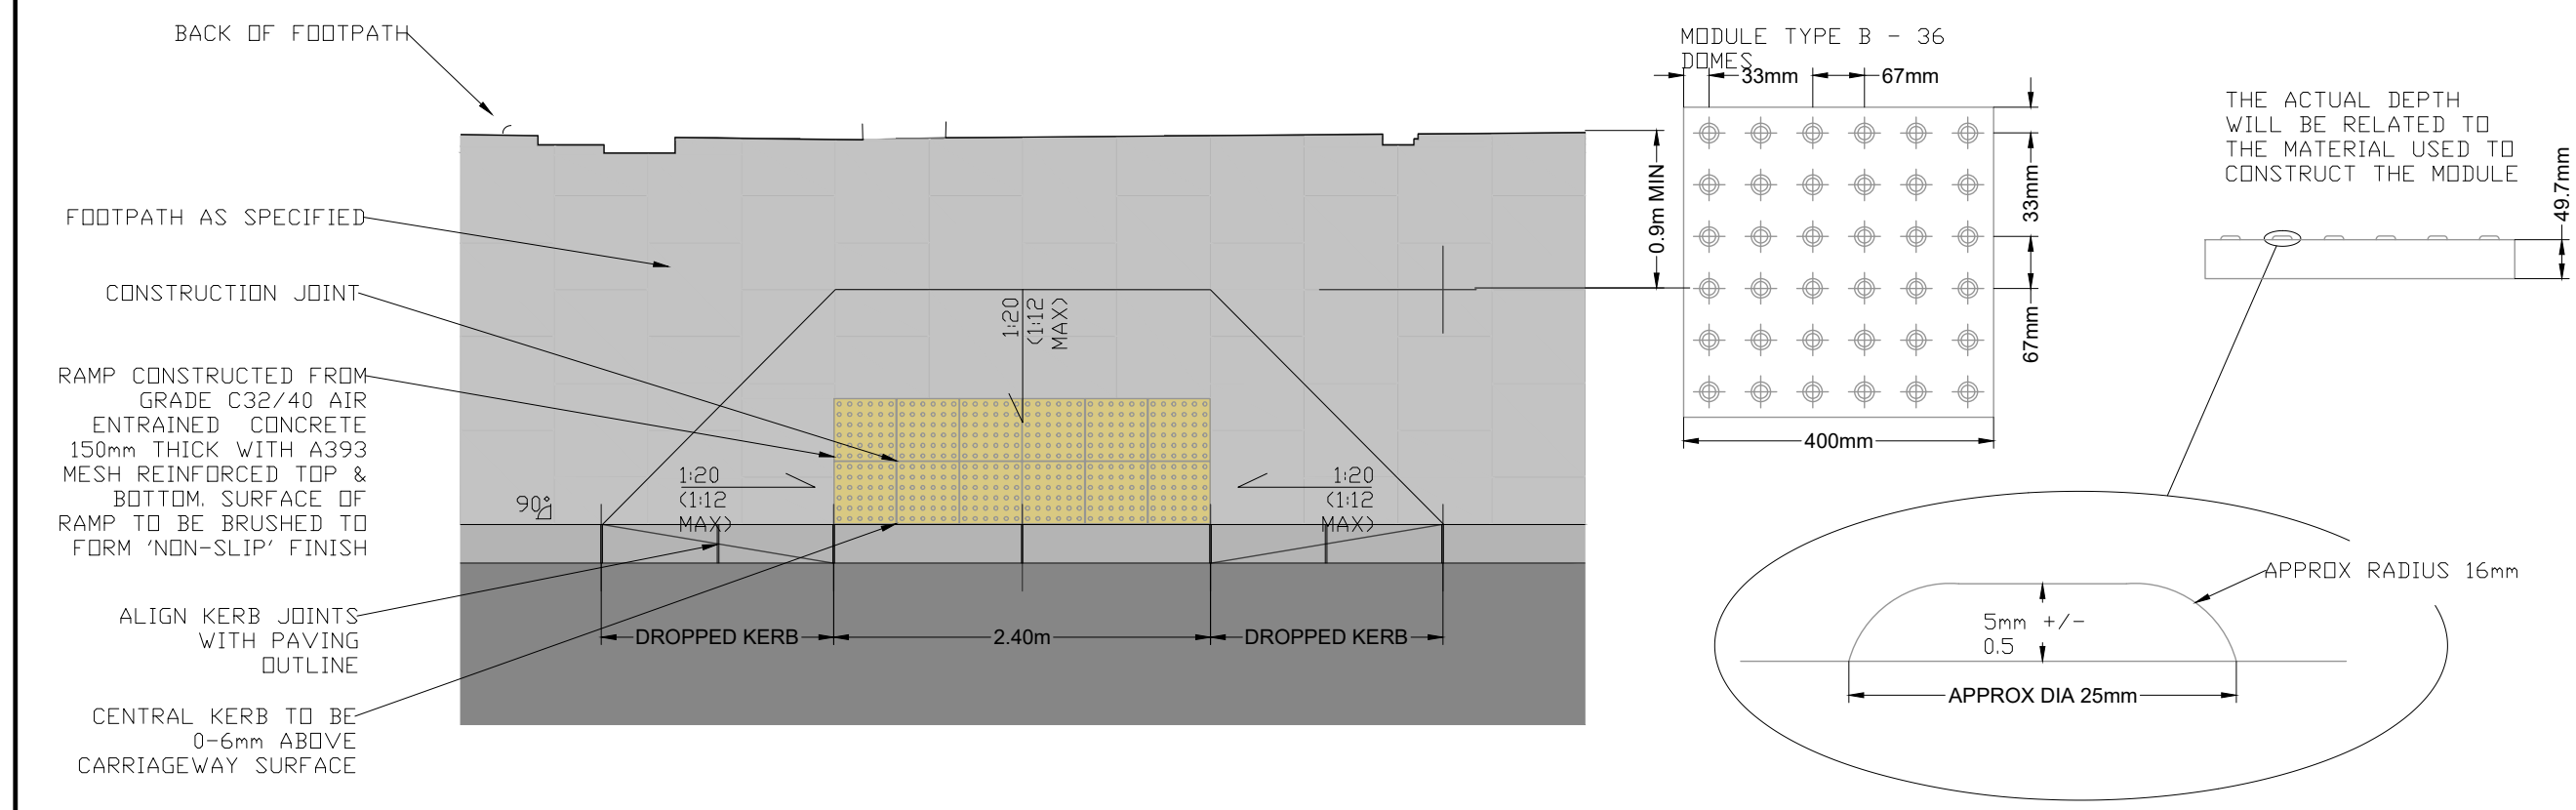 BACK OF FOOTPATH
FOOTPATH AS SPECIFIED
CONSTRUCTION JOINT
RAMP CONSTRUCTED FROM
GRADE C32/40 AIR
ENTRAINED CONCRETE
150mm THICK WITH A393
MESH REINFORCED TOP &
BOTTOM. SURFACE OF
RAMP TO BE BRUSHED TO
FORM 'NON-SLIP' FINISH
ALIGN KERB JOINTS
WITH PAVING
OUTLINE
CENTRAL KERB TO BE
0-6mm ABOVE
CARRIAGEWAY SURFACE
90°
1:20
(1:12
MAX)
1:20
(1:12
MAX)
1:20
(1:12
MAX)
DROPPED KERB
2.40m
DROPPED KERB
0.9m MIN
MODULE TYPE B - 36
DOMES
33mm
67mm
33mm
67mm
400mm
THE ACTUAL DEPTH
WILL BE RELATED TO
THE MATERIAL USED TO
CONSTRUCT THE MODULE
49.7mm
APPROX RADIUS 16mm
5mm +/-
0.5
APPROX DIA 25mm